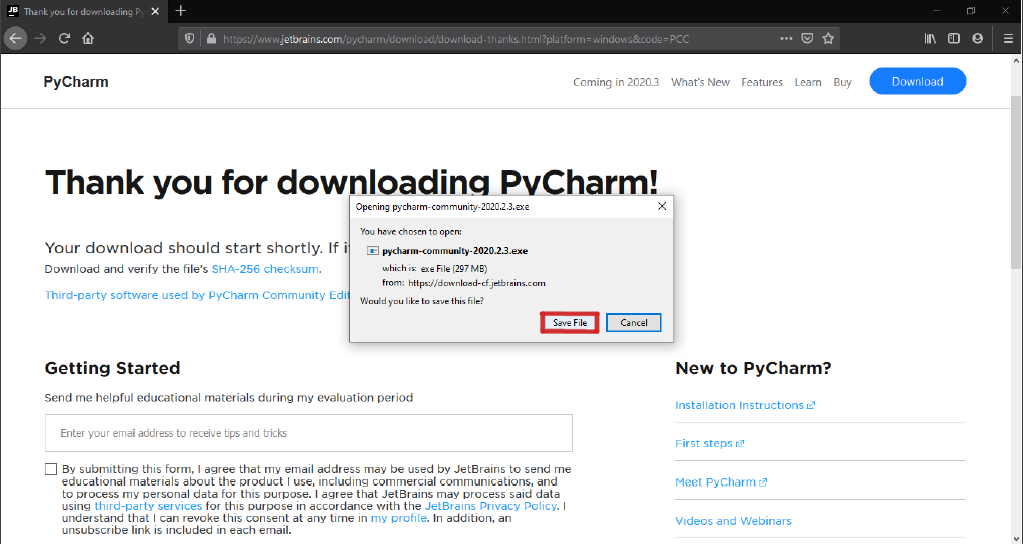 Thank you for downloading Py
https://www.jetbrains.com/pycharm/download/download-thanks.html?platform=windows&code=PCC
PyCharm
Coming in 2020.3
What's New
Features
Learn
Buy
Download
Thank you for downloading PyCharm!
Your download should start shortly. If i
Download and verify the file's SHA-256 checksum.
Third-party software used by PyCharm Community Edit
Opening pycharm-community-2020.2.3.exe
You have chosen to open:
pycharm-community-2020.2.3.exe
which is: exe File (297 MB)
from: https://download-cf.jetbrains.com
Would you like to save this file?
Save File
Cancel
Getting Started
Send me helpful educational materials during my evaluation period
Enter your email address to receive tips and tricks
By submitting this form, I agree that my email address may be used by JetBrains to send me
educational materials about the product I use, including commercial communications, and
to process my personal data for this purpose. I agree that JetBrains may process said data
using third-party services for this purpose in accordance with the JetBrains Privacy Policy. I
understand that I can revoke this consent at any time in my profile. In addition, an
unsubscribe link is included in each email.
New to PyCharm?
Installation Instructions
First steps
Meet PyCharm
Videos and Webinars